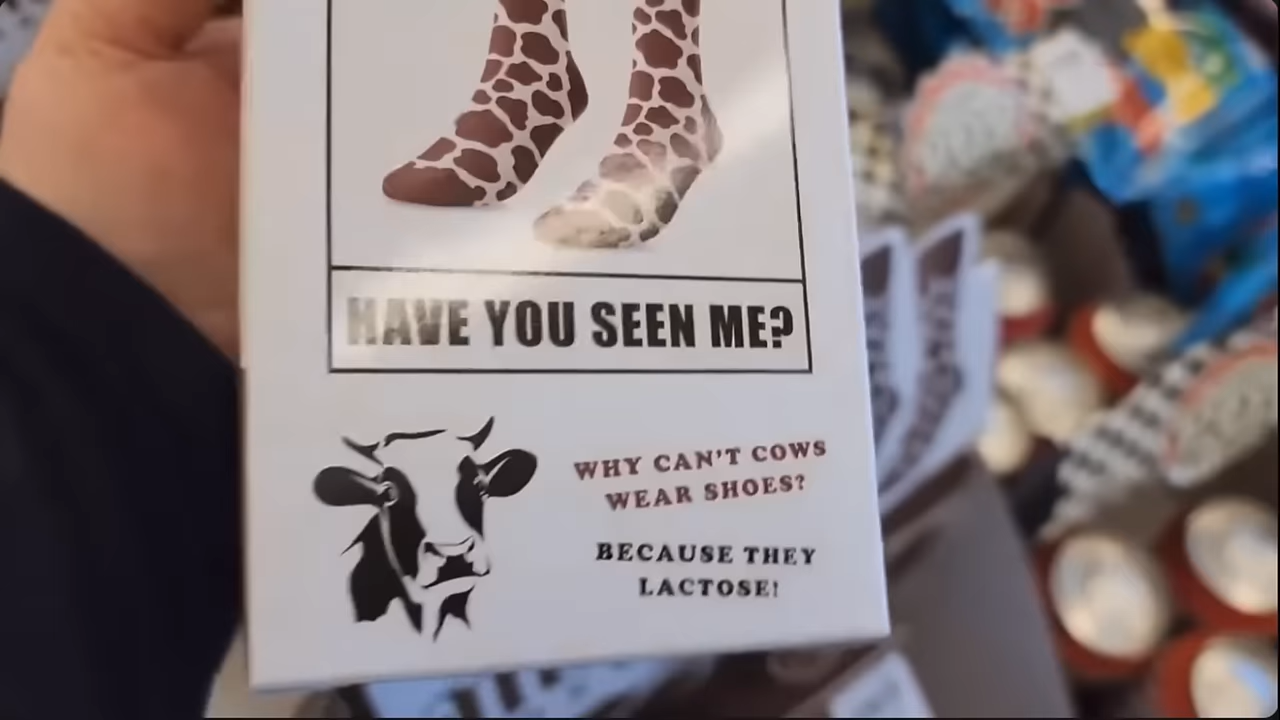 HAVE YOU SEEN ME?
WHY CAN'T COWS
WEAR SHOES?
BECAUSE THEY
LACTOSE!